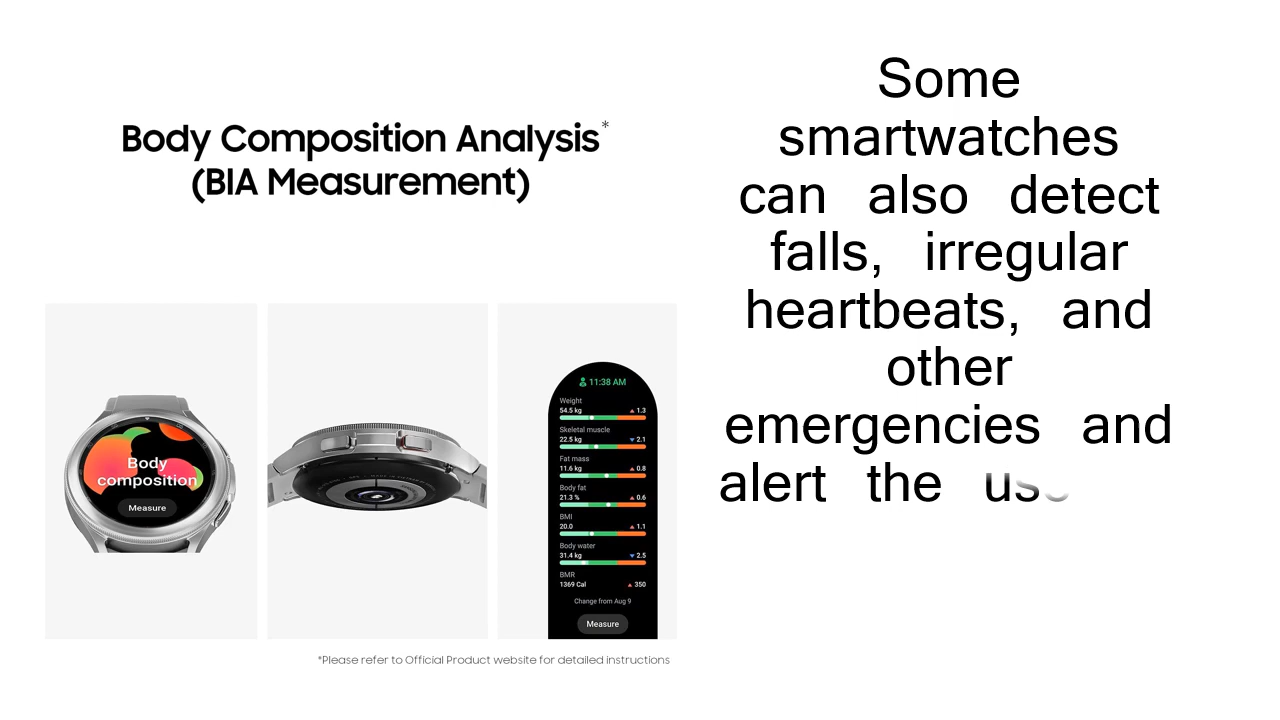 Body Composition Analysis*
(BIA Measurement)
Body
composition
Measure
11:38 AM
Weight
54.5 kg ▲ 1.3
Skeletal muscle
22.5 kg ▼ 2.1
Fat mass
11.6 kg ▲ 0.8
Body fat
21.3 % ▲ 0.6
BMI
20.0 ▲ 1.1
Body water
31.4 kg ▼ 2.5
BMR
1369 Cal ▲ 350
Change from Aug 9
Measure
*Please refer to Official Product website for detailed instructions
Some
smartwatches
can also detect
falls, irregular
heartbeats, and
other
emergencies and
alert the